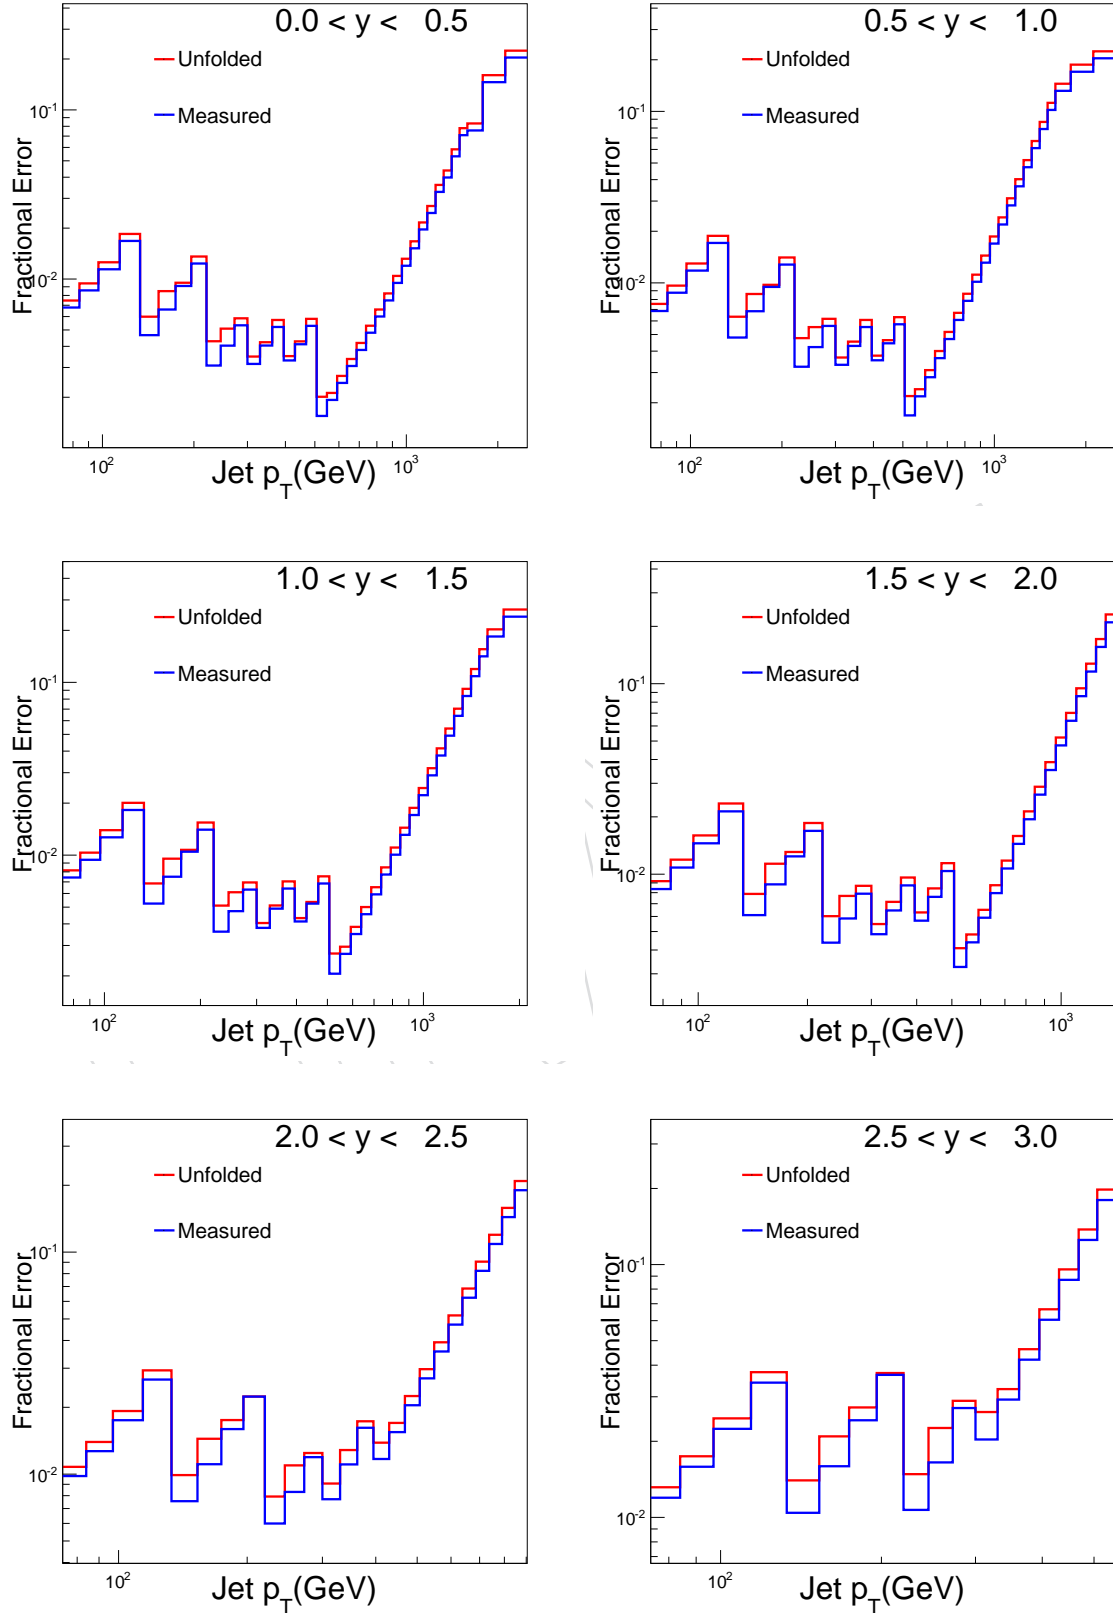 0.0 < y < 0.5
Unfolded
Measured
10^-1
10^-2
Fractional Error
10^2
10^3
Jet p_T(GeV)
0.5 < y < 1.0
Unfolded
Measured
10^-1
10^-2
Fractional Error
10^2
10^3
Jet p_T(GeV)
1.0 < y < 1.5
Unfolded
Measured
10^-1
10^-2
Fractional Error
10^2
10^3
Jet p_T(GeV)
1.5 < y < 2.0
Unfolded
Measured
10^-1
10^-2
Fractional Error
10^2
10^3
Jet p_T(GeV)
2.0 < y < 2.5
Unfolded
Measured
10^-1
10^-2
Fractional Error
10^2
Jet p_T(GeV)
2.5 < y < 3.0
Unfolded
Measured
10^-1
10^-2
Fractional Error
10^2
Jet p_T(GeV)